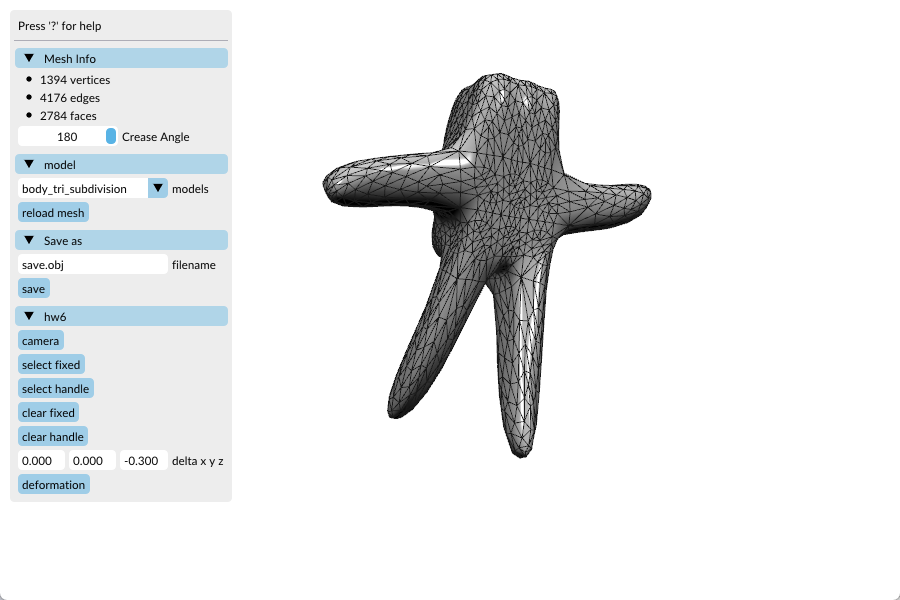 Press '?' for help
Mesh Info
1394 vertices
4176 edges
2784 faces
180 Crease Angle
model
body_tri_subdivision models
reload mesh
Save as
save.obj filename
save
hw6
camera
select fixed
select handle
clear fixed
clear handle
0.000 0.000 -0.300 delta x y z
deformation